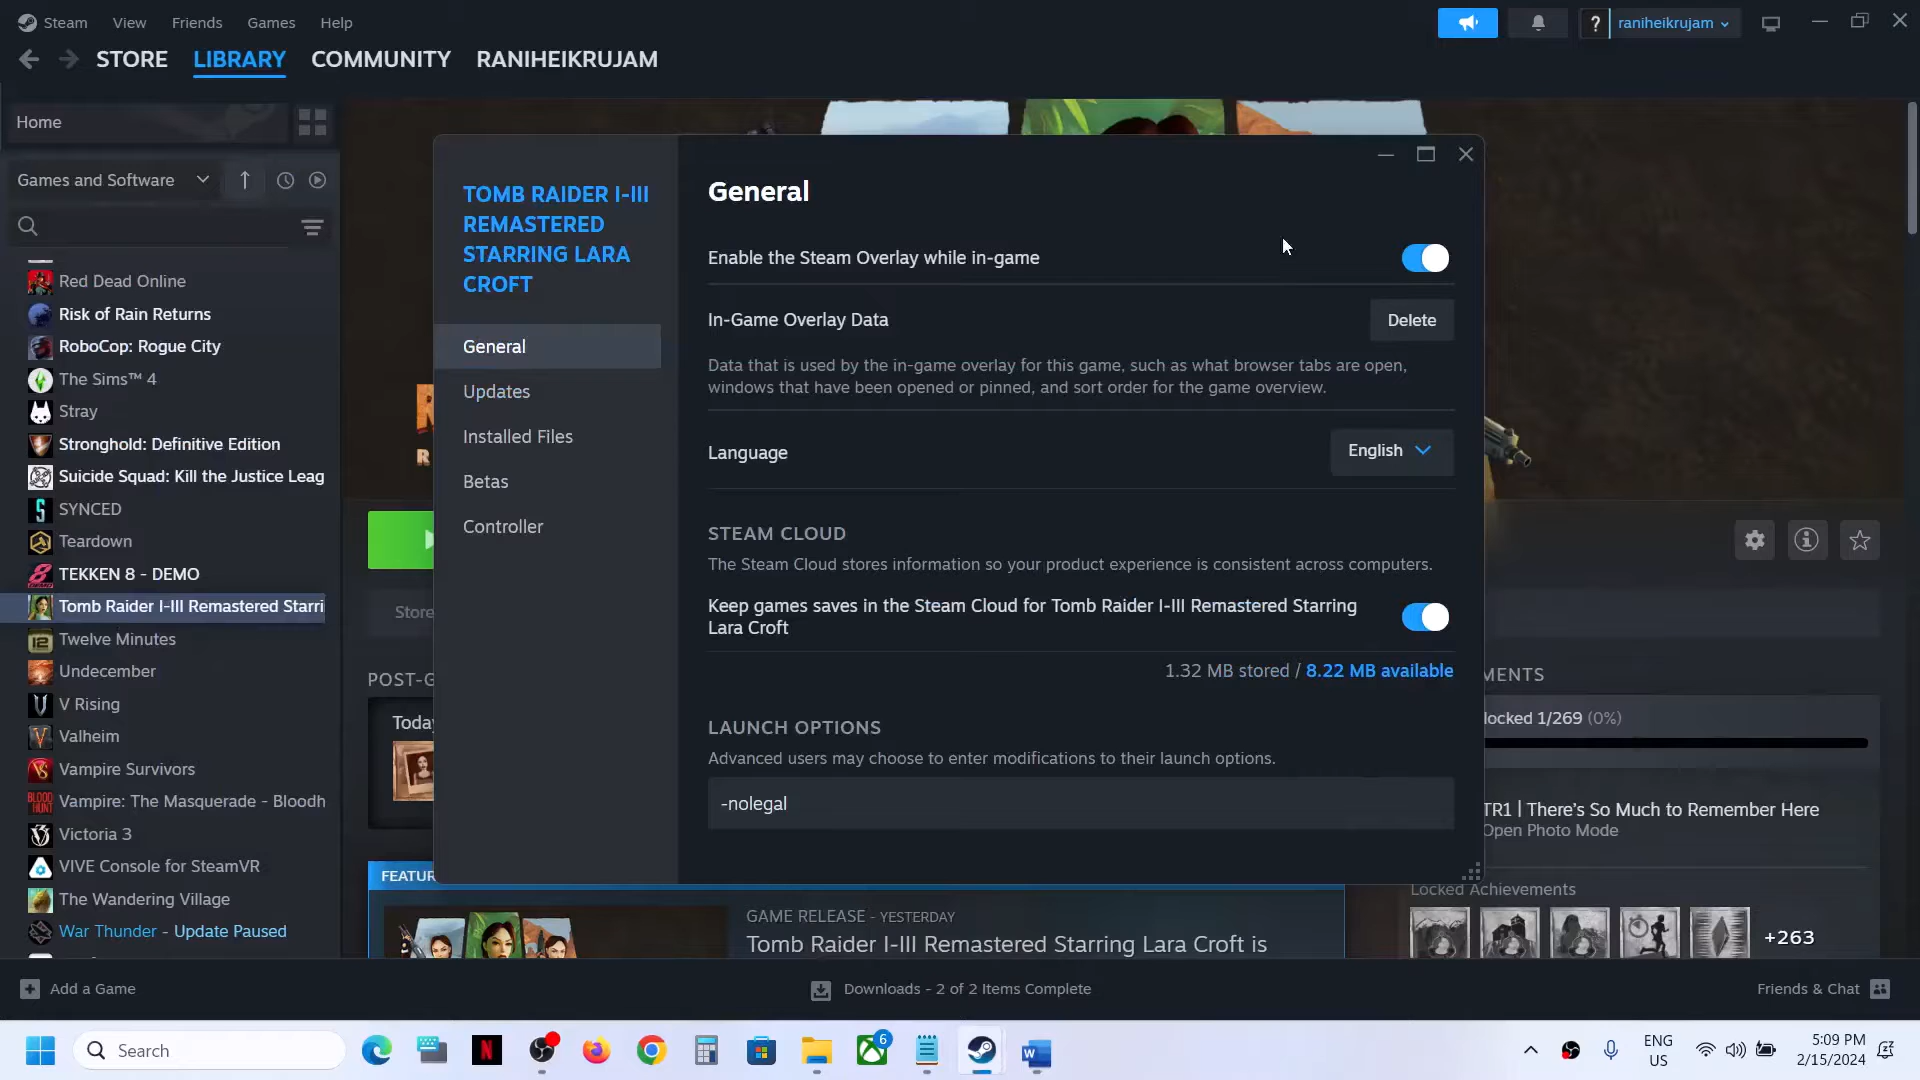 Steam View Friends Games Help
? raniheikrujam
STORE LIBRARY COMMUNITY RANIHEIKRUJAM
Home
Games and Software
Red Dead Online
Risk of Rain Returns
RoboCop: Rogue City
The Sims™ 4
Stray
Stronghold: Definitive Edition
Suicide Squad: Kill the Justice Leag
SYNCED
Teardown
TEKKEN 8 - DEMO
Tomb Raider I-III Remastered Starri
Twelve Minutes
Undecember
V Rising
Valheim
Vampire Survivors
Vampire: The Masquerade - Bloodh
Victoria 3
VIVE Console for SteamVR
The Wandering Village
War Thunder - Update Paused
TOMB RAIDER I-III
REMASTERED
STARRING LARA
CROFT
General
Updates
Installed Files
Betas
Controller
General
Enable the Steam Overlay while in-game
In-Game Overlay Data
Delete
Data that is used by the in-game overlay for this game, such as what browser tabs are open,
windows that have been opened or pinned, and sort order for the game overview.
Language
English
STEAM CLOUD
The Steam Cloud stores information so your product experience is consistent across computers.
Keep games saves in the Steam Cloud for Tomb Raider I-III Remastered Starring
Lara Croft
1.32 MB stored / 8.22 MB available
LAUNCH OPTIONS
Advanced users may choose to enter modifications to their launch options.
-nolegal
Store
POST-G
Today
FEATUR
GAME RELEASE - YESTERDAY
Tomb Raider I-III Remastered Starring Lara Croft is
MENTS
locked 1/269 (0%)
TR1 | There's So Much to Remember Here
Open Photo Mode
Locked Achievements
+263
Add a Game
Downloads - 2 of 2 Items Complete
Friends & Chat
Search
6
ENG
US
5:09 PM
2/15/2024